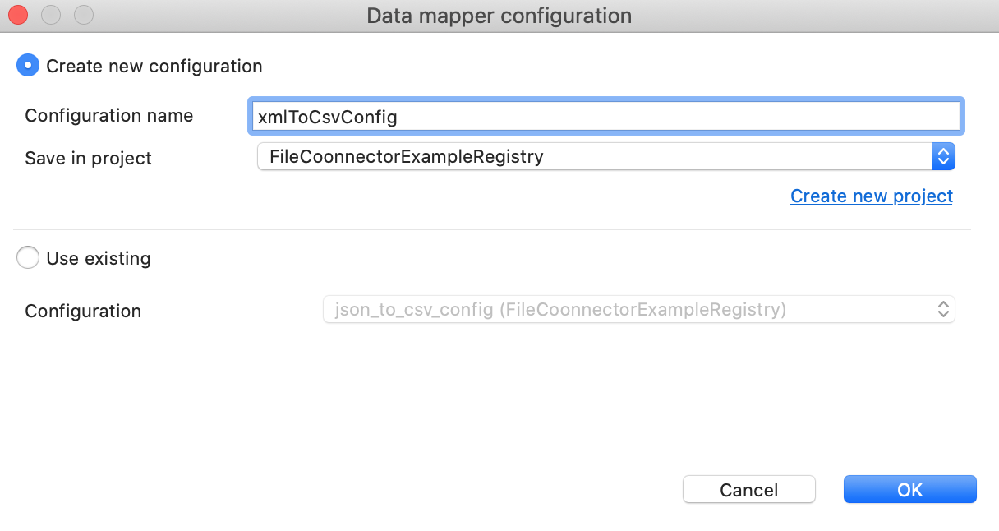 Data mapper configuration
Create new configuration
Configuration name xmlToCsvConfig
Save in project FileCoonnectorExampleRegistry
Create new project
Use existing
Configuration json_to_csv_config (FileCoonnectorExampleRegistry)
Cancel OK